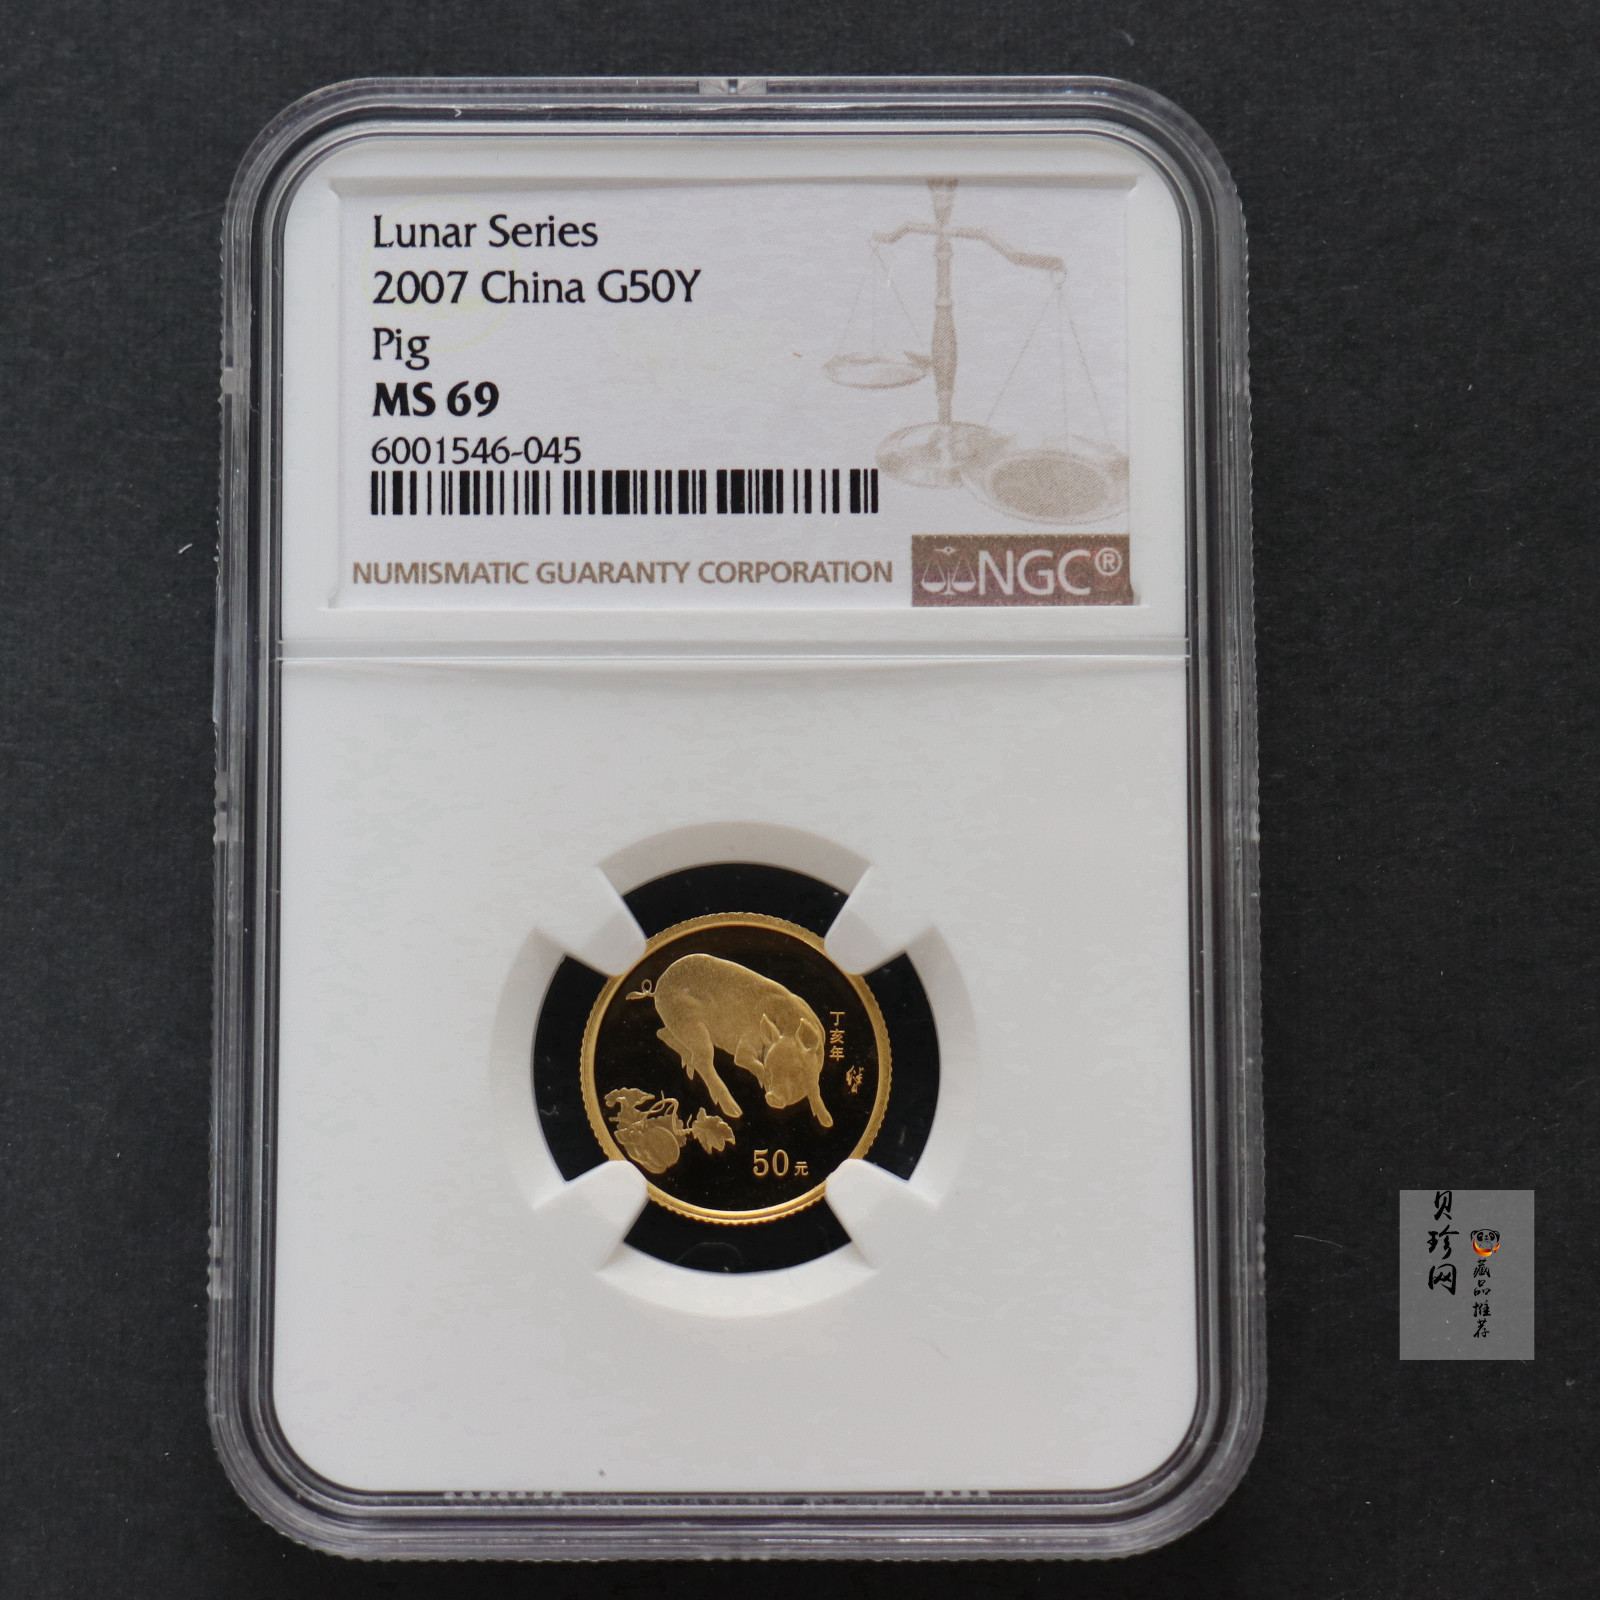 Lunar Series
2007 China G50Y
Pig
MS 69
6001546-045
NUMISMATIC GUARANTY CORPORATION
NGC®
丁亥年
50元
贝珍网
藏品推荐